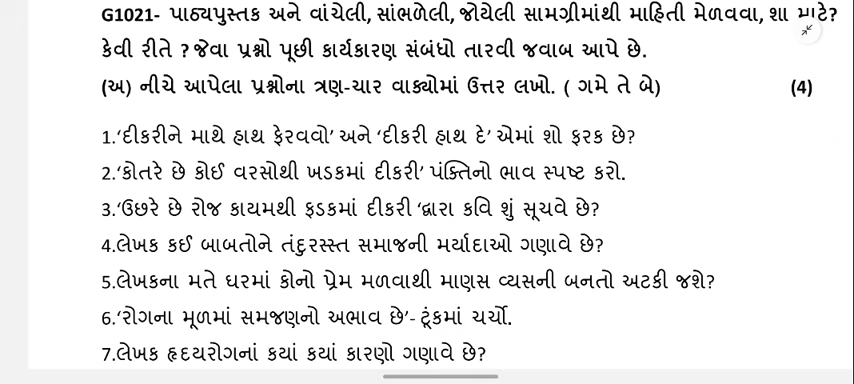 G1021- પાઠ્યપુસ્તક અને વાંચેલી, સાંભળેલી, જોયેલી સામગ્રીમાંથી માહિતી મેળવવા, શા માટે?
કેવી રીતે ? જેવા પ્રશ્નો પૂછી કાર્યકારણ સંબંધો તારવી જવાબ આપે છે.
(અ) નીચે આપેલા પ્રશ્નોના ત્રણ-ચાર વાક્યોમાં ઉત્તર લખો. ( ગમે તે બે) (4)
1.‘દીકરીને માથે હાથ ફેરવવો’ અને ‘દીકરી હાથ દે’ એમાં શો ફરક છે?
2.‘કોતરે છે કોઈ વરસોથી ખડકમાં દીકરી’ પંક્તિનો ભાવ સ્પષ્ટ કરો.
3.‘ઉછરે છે રોજ કાયમથી ફડકમાં દીકરી ‘દ્વારા કવિ શું સૂચવે છે?
4.લેખક કઈ બાબતોને તંદુરસ્સ્ત સમાજની મર્યાદાઓ ગણાવે છે?
5.લેખકના મતે ઘરમાં કોનો પ્રેમ મળવાથી માણસ વ્યસની બનતો અટકી જશે?
6.‘રોગના મૂળમાં સમજણનો અભાવ છે’- ટૂંકમાં ચર્ચો.
7.લેખક હૃદયરોગનાં કયાં કયાં કારણો ગણાવે છે?